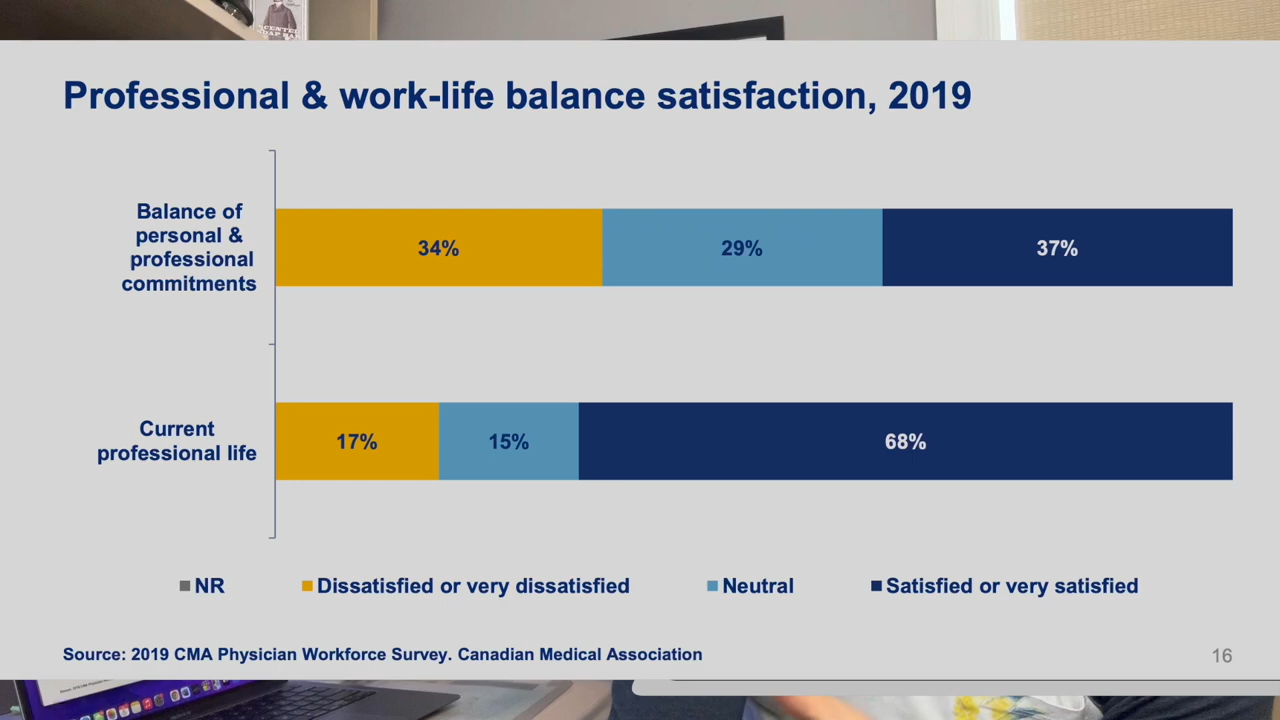 CENTER
Professional & work-life balance satisfaction, 2019
Balance of
personal &
professional
commitments
34%
29%
37%
Current
professional life
17%
15%
68%
NR
Dissatisfied or very dissatisfied
Neutral
Satisfied or very satisfied
Source: 2019 CMA Physician Workforce Survey. Canadian Medical Association
16